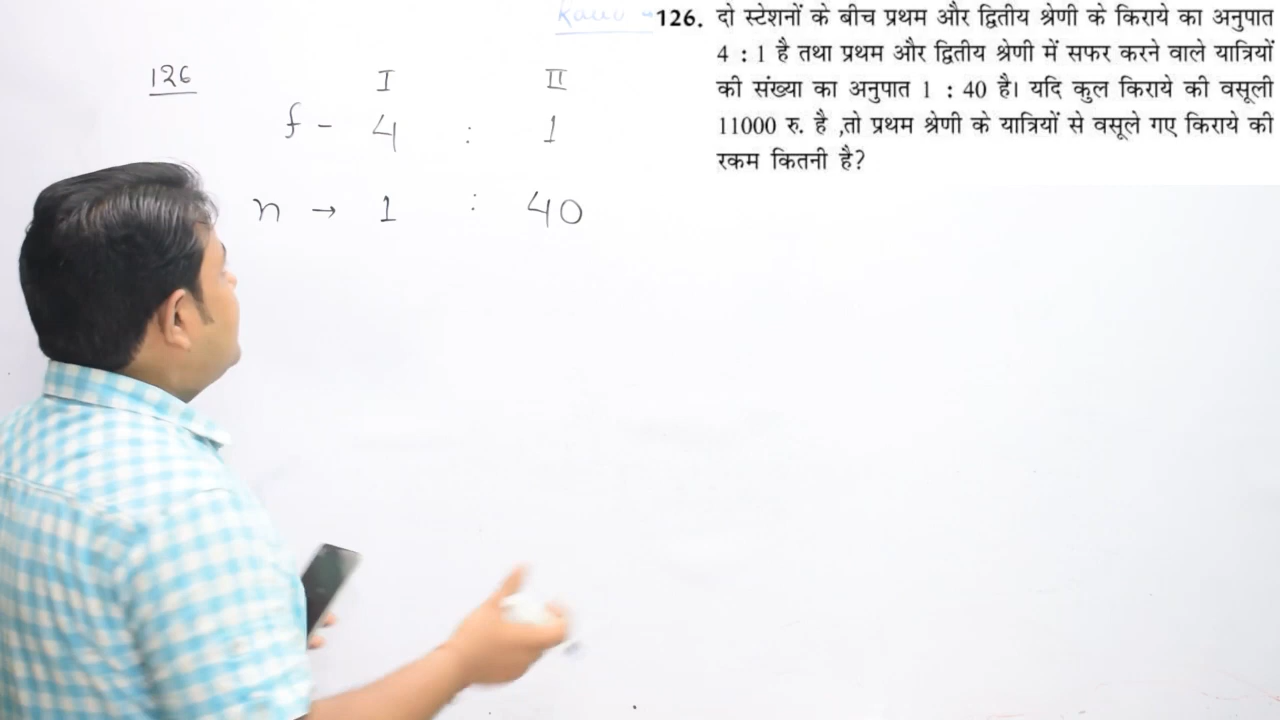 126. दो स्टेशनों के बीच प्रथम और द्वितीय श्रेणी के किराये का अनुपात
4 : 1 है तथा प्रथम और द्वितीय श्रेणी में सफर करने वाले यात्रियों
की संख्या का अनुपात 1 : 40 है। यदि कुल किराये की वसूली
11000 रु. है ,तो प्रथम श्रेणी के यात्रियों से वसूले गए किराये की
रकम कितनी है?
126 I II
f - 4 : 1
n → 1 : 40